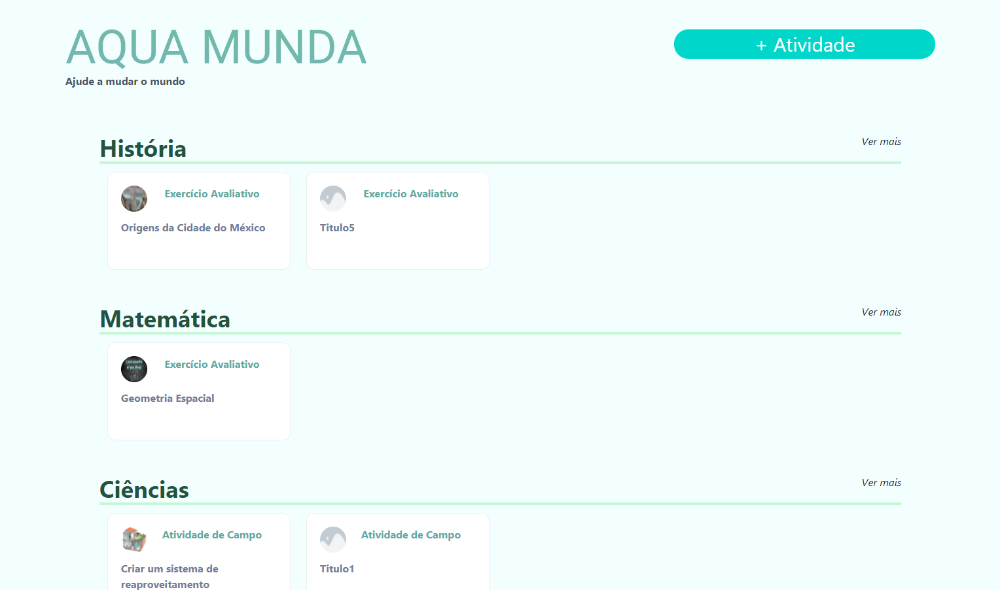 AQUA MUNDA
+ Atividade
Ajude a mudar o mundo
História
Ver mais
Exercício Avaliativo
Origens da Cidade do México
Exercício Avaliativo
Titulo5
Matemática
Ver mais
Exercício Avaliativo
Geometria Espacial
Ciências
Ver mais
Atividade de Campo
Criar um sistema de
reaproveitamento
Atividade de Campo
Titulo1